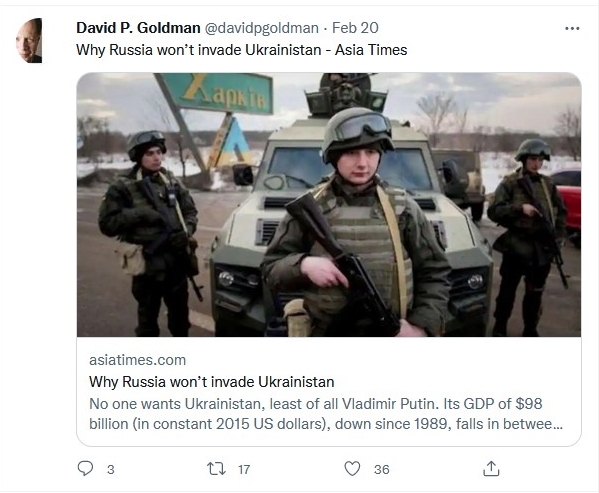 David P. Goldman @davidpgoldman · Feb 20
Why Russia won’t invade Ukrainistan - Asia Times
Харків
asiatimes.com
Why Russia won’t invade Ukrainistan
No one wants Ukrainistan, least of all Vladimir Putin. Its GDP of $98
billion (in constant 2015 US dollars), down since 1989, falls in betwee...
3 17 36